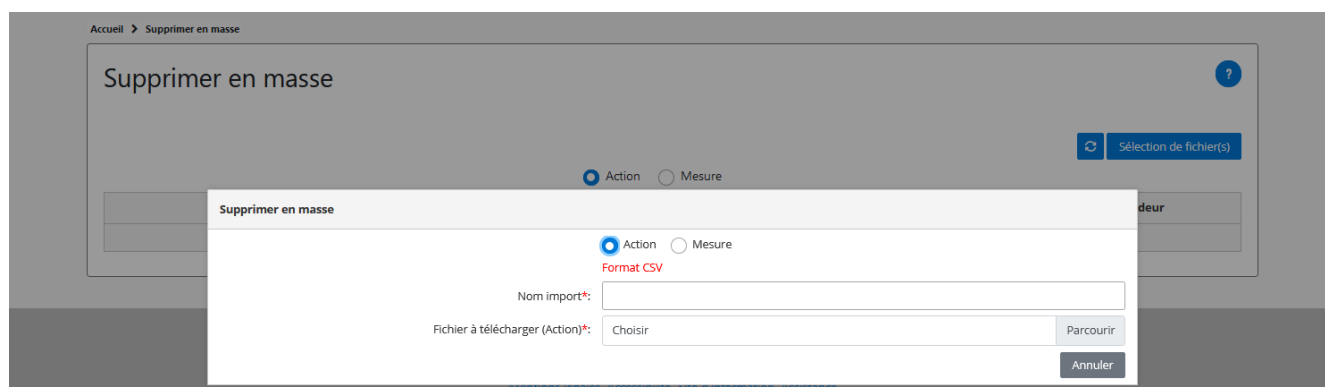 Accueil > Supprimer en masse
Supprimer en masse
?
Sélection de fichier(s)
Action Mesure
deur
Supprimer en masse
Action Mesure
Format CSV
Nom import*:
Fichier à télécharger (Action)*: Choisir Parcourir
Annuler